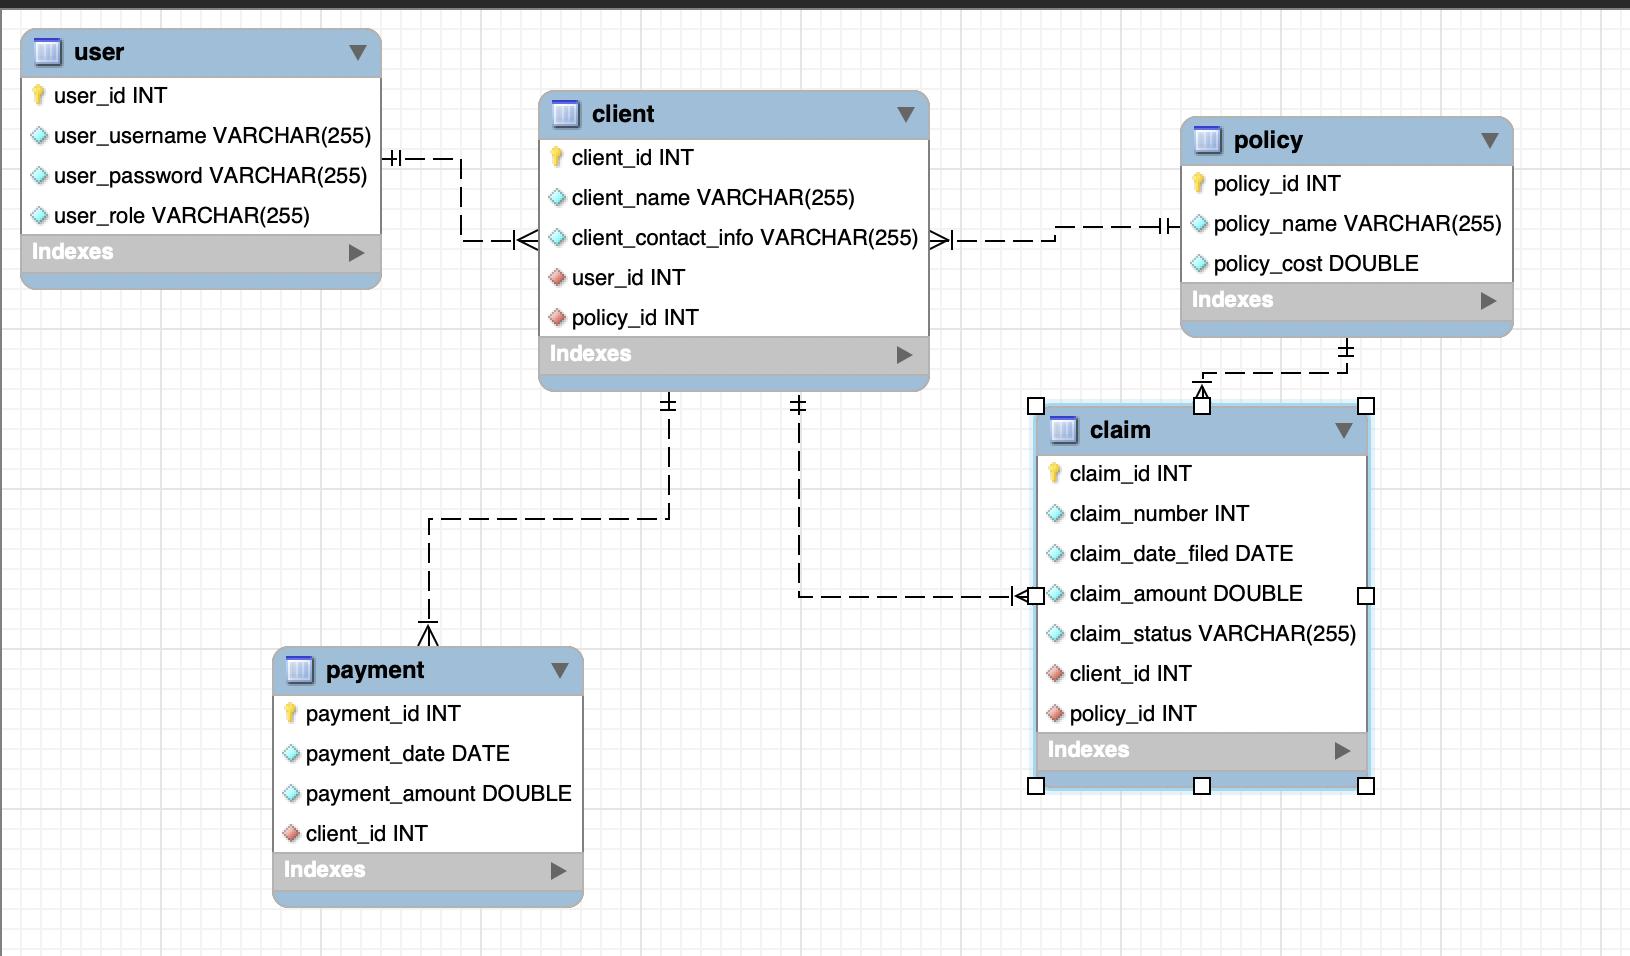 user
user_id INT
user_username VARCHAR(255)
user_password VARCHAR(255)
user_role VARCHAR(255)
Indexes
client
client_id INT
client_name VARCHAR(255)
client_contact_info VARCHAR(255)
user_id INT
policy_id INT
Indexes
policy
policy_id INT
policy_name VARCHAR(255)
policy_cost DOUBLE
Indexes
claim
claim_id INT
claim_number INT
claim_date_filed DATE
claim_amount DOUBLE
claim_status VARCHAR(255)
client_id INT
policy_id INT
Indexes
payment
payment_id INT
payment_date DATE
payment_amount DOUBLE
client_id INT
Indexes